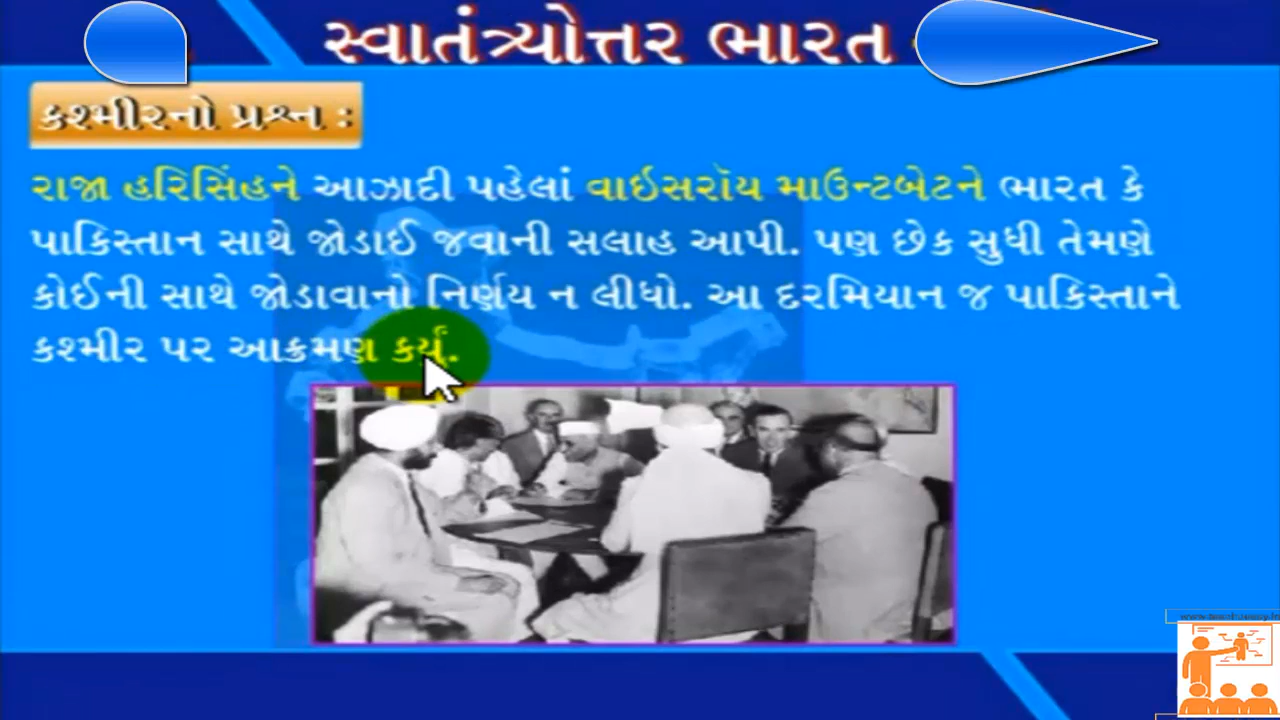 સ્વાતંત્ર્યોત્તર ભારત
કશ્મીરનો પ્રશ્ન :
રાજા હરિસિંહને આઝાદી પહેલાં વાઇસરૉય માઉન્ટબેટને ભારત કે
પાકિસ્તાન સાથે જોડાઈ જવાની સલાહ આપી. પણ છેક સુધી તેમણે
કોઈની સાથે જોડાવાનો નિર્ણય ન લીધો. આ દરમિયાન જ પાકિસ્તાને
કશ્મીર પર આક્રમણ કર્યું.